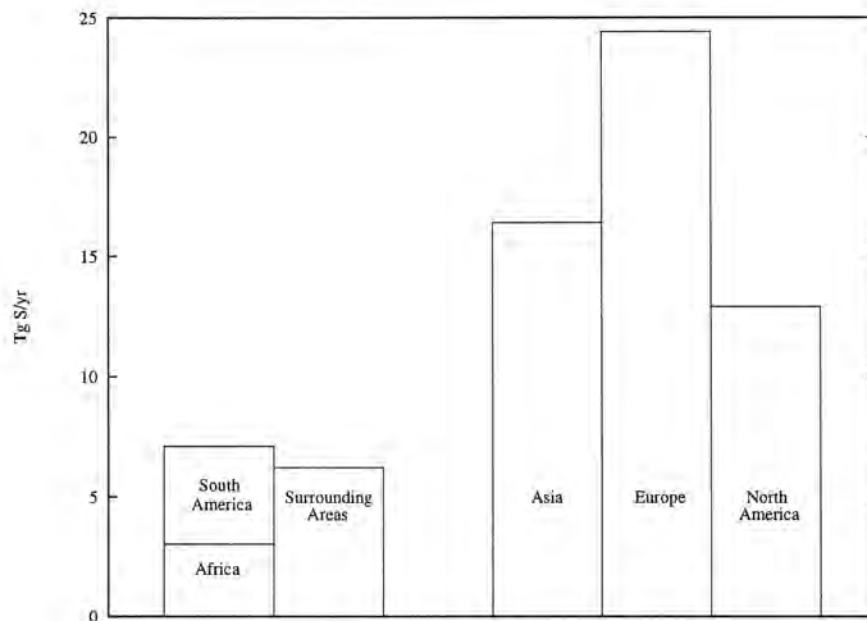 25
20
15
10
5
0
Tg S/yr
South
America
Africa
Surrounding
Areas
Asia
Europe
North
America